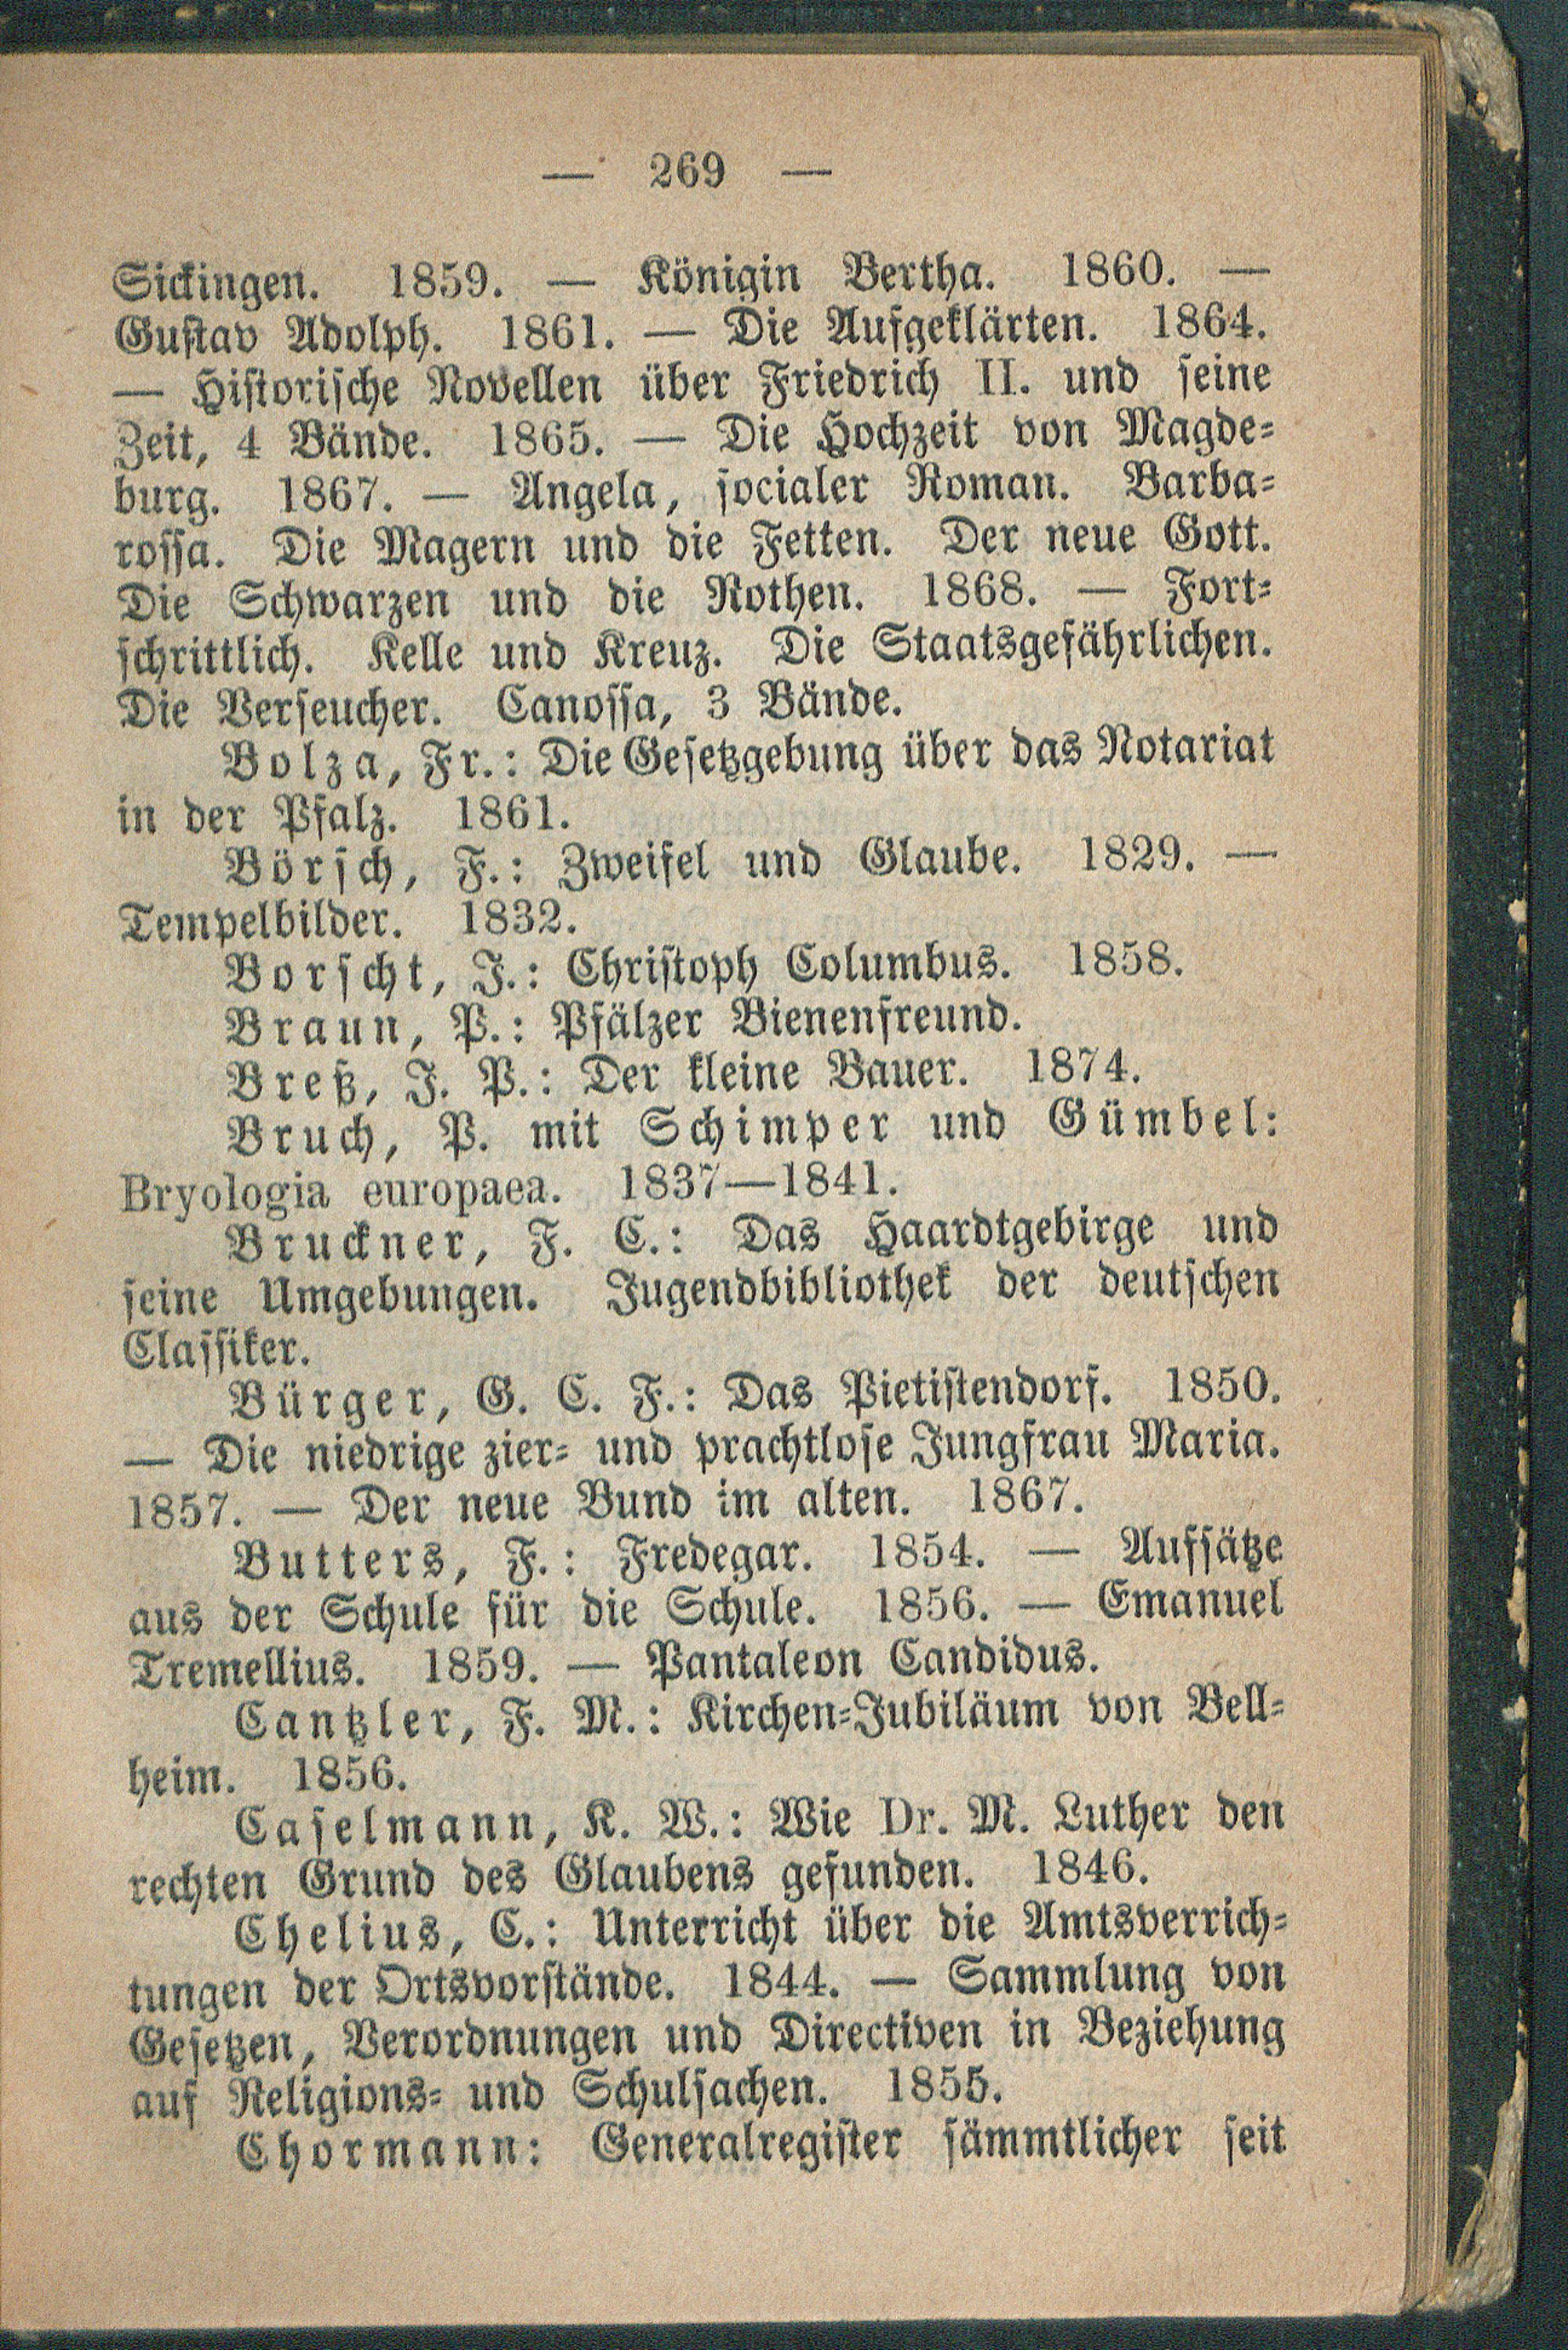 — 269 —
Sickingen. 1859. — Königin Bertha. 1860. —
Gustav Adolph. 1861. — Die Aufgeklärten. 1864.
— Historische Novellen über Friedrich II. und seine
Zeit, 4 Bände. 1865. — Die Hochzeit von Magde-
burg. 1867. — Angela, socialer Roman. Barba-
rossa. Die Magern und die Fetten. Der neue Gott.
Die Schwarzen und die Rothen. 1868. — Fort-
schrittlich. Kelle und Kreuz. Die Staatsgefährlichen.
Die Verseucher. Canossa, 3 Bände.
Bolza, Fr.: Die Gesetzgebung über das Notariat
in der Pfalz. 1861.
Börsch, F.: Zweifel und Glaube. 1829. —
Tempelbilder. 1832.
Borscht, J.: Christoph Columbus. 1858.
Braun, P.: Pfälzer Bienenfreund.
Breß, J. P.: Der kleine Bauer. 1874.
Bruch, P. mit Schimper und Gümbel:
Bryologia europaea. 1837—1841.
Bruckner, F. C.: Das Haardtgebirge und
seine Umgebungen. Jugendbibliothek der deutschen
Classiker.
Bürger, G. C. F.: Das Pietistendorf. 1850.
— Die niedrige zier- und prachtlose Jungfrau Maria.
1857. — Der neue Bund im alten. 1867.
Butters, F.: Fredegar. 1854. — Aufsätze
aus der Schule für die Schule. 1856. — Emanuel
Tremellius. 1859. — Pantaleon Candidus.
Cantzler, F. M.: Kirchen-Jubiläum von Bell-
heim. 1856.
Caselmann, K. W.: Wie Dr. M. Luther den
rechten Grund des Glaubens gefunden. 1846.
Chelius, C.: Unterricht über die Amtsverrich-
tungen der Ortsvorstände. 1844. — Sammlung von
Gesetzen, Verordnungen und Directiven in Beziehung
auf Religions- und Schulsachen. 1855.
Chormann: Generalregister sämmtlicher seit